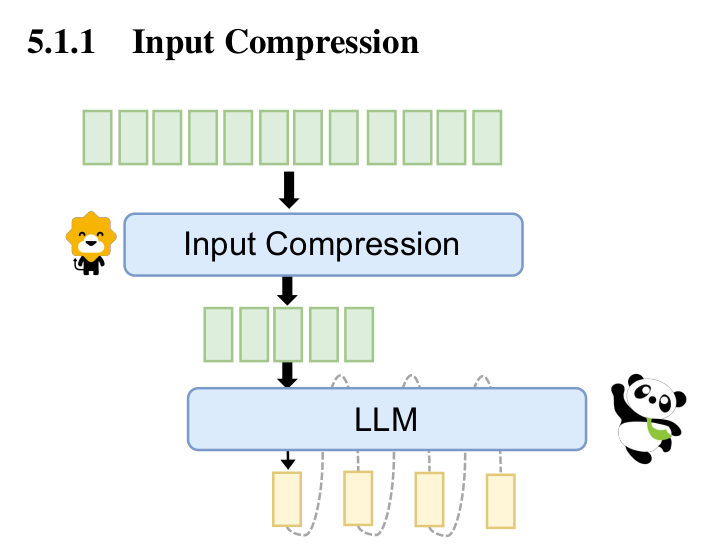 5.1.1 Input Compression
Input Compression
LLM